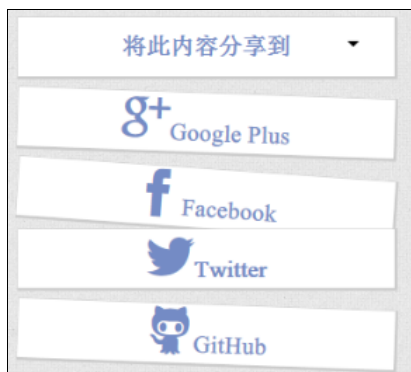 将此内容分享到
g+ Google Plus
f Facebook
Twitter
GitHub